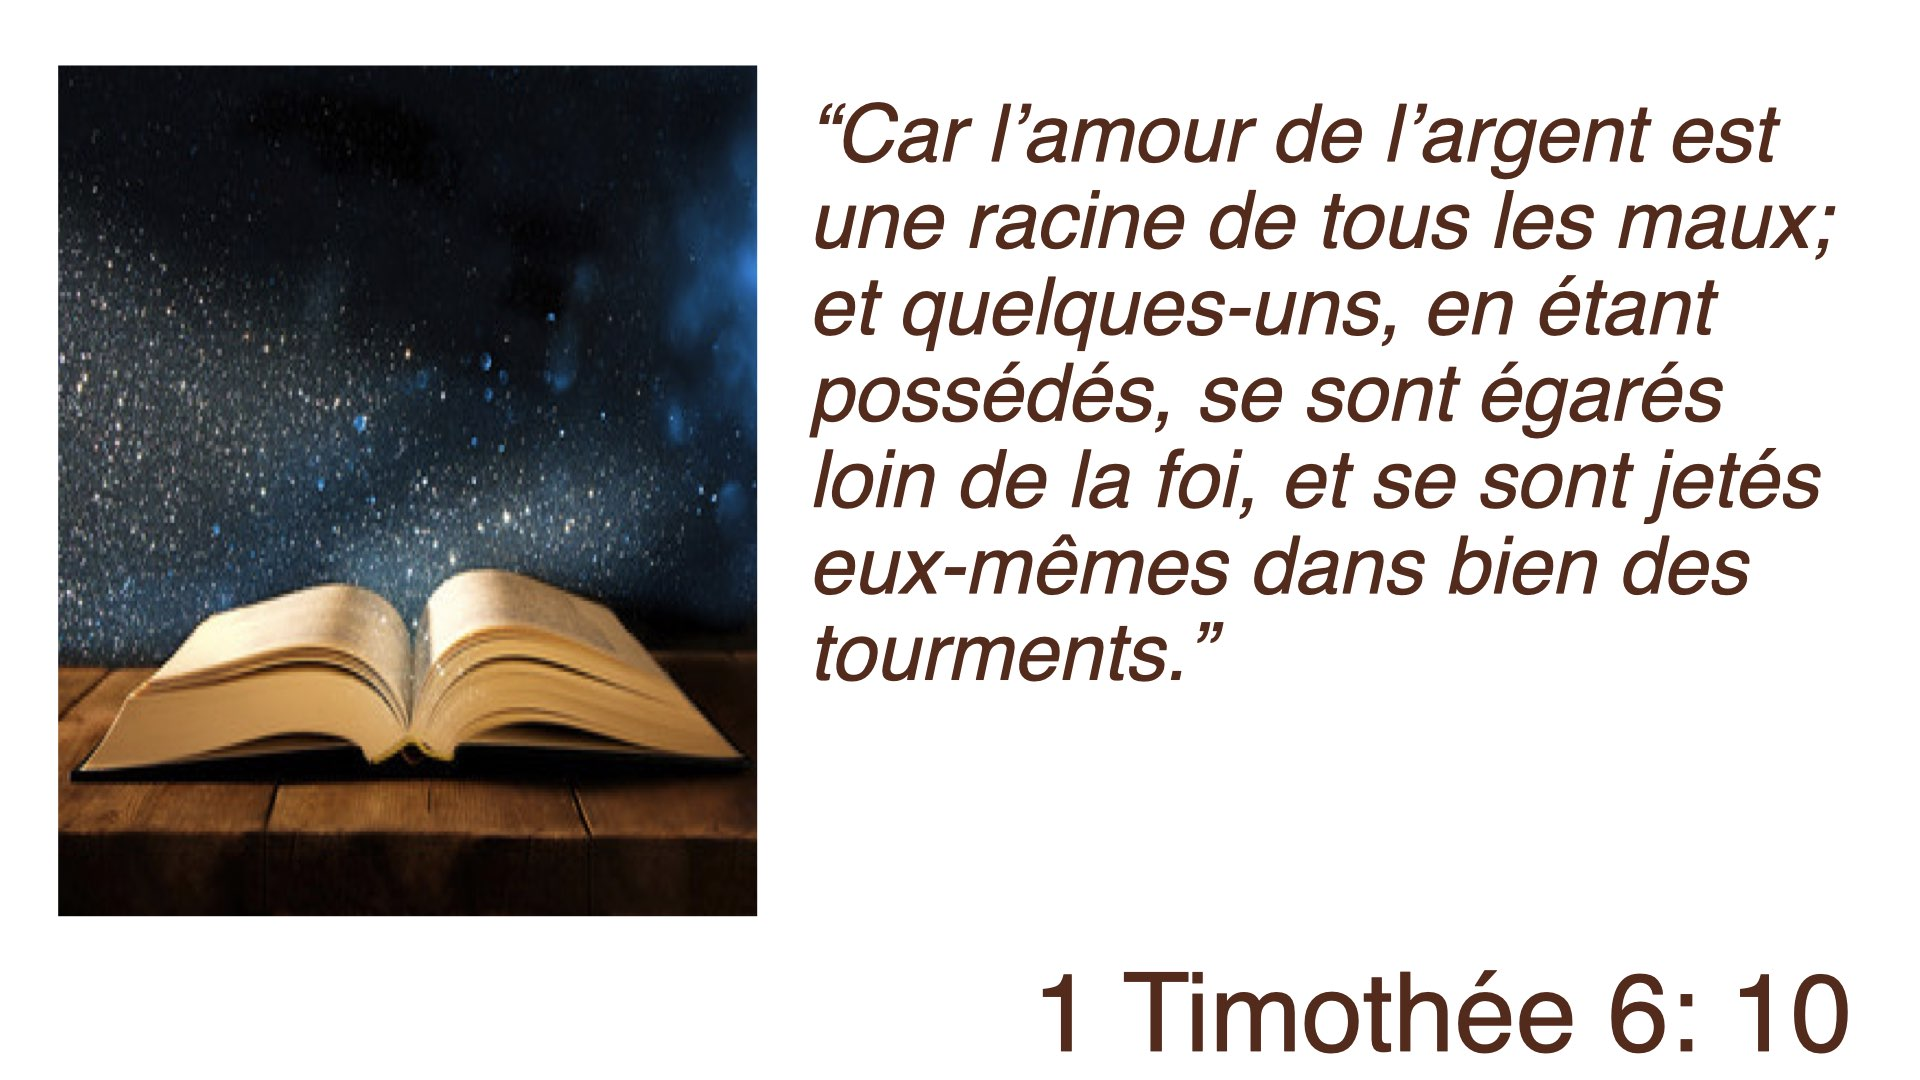 “Car l’amour de l’argent est
une racine de tous les maux;
et quelques-uns, en étant
possédés, se sont égarés
loin de la foi, et se sont jetés
eux-mêmes dans bien des
tourments.”
1 Timothée 6: 10